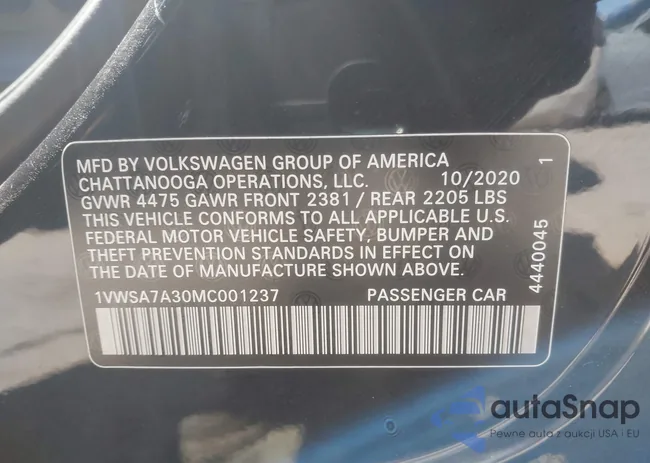 MFD BY VOLKSWAGEN GROUP OF AMERICA
CHATTANOOGA OPERATIONS, LLC. 10/2020
GVWR 4475 GAWR FRONT 2381 / REAR 2205 LBS
THIS VEHICLE CONFORMS TO ALL APPLICABLE U.S.
FEDERAL MOTOR VEHICLE SAFETY, BUMPER AND
THEFT PREVENTION STANDARDS IN EFFECT ON
THE DATE OF MANUFACTURE SHOWN ABOVE.
1VWSA7A30MC001237 PASSENGER CAR
4440045 1
autaSnap
Pewne auta z aukcji USA i EU